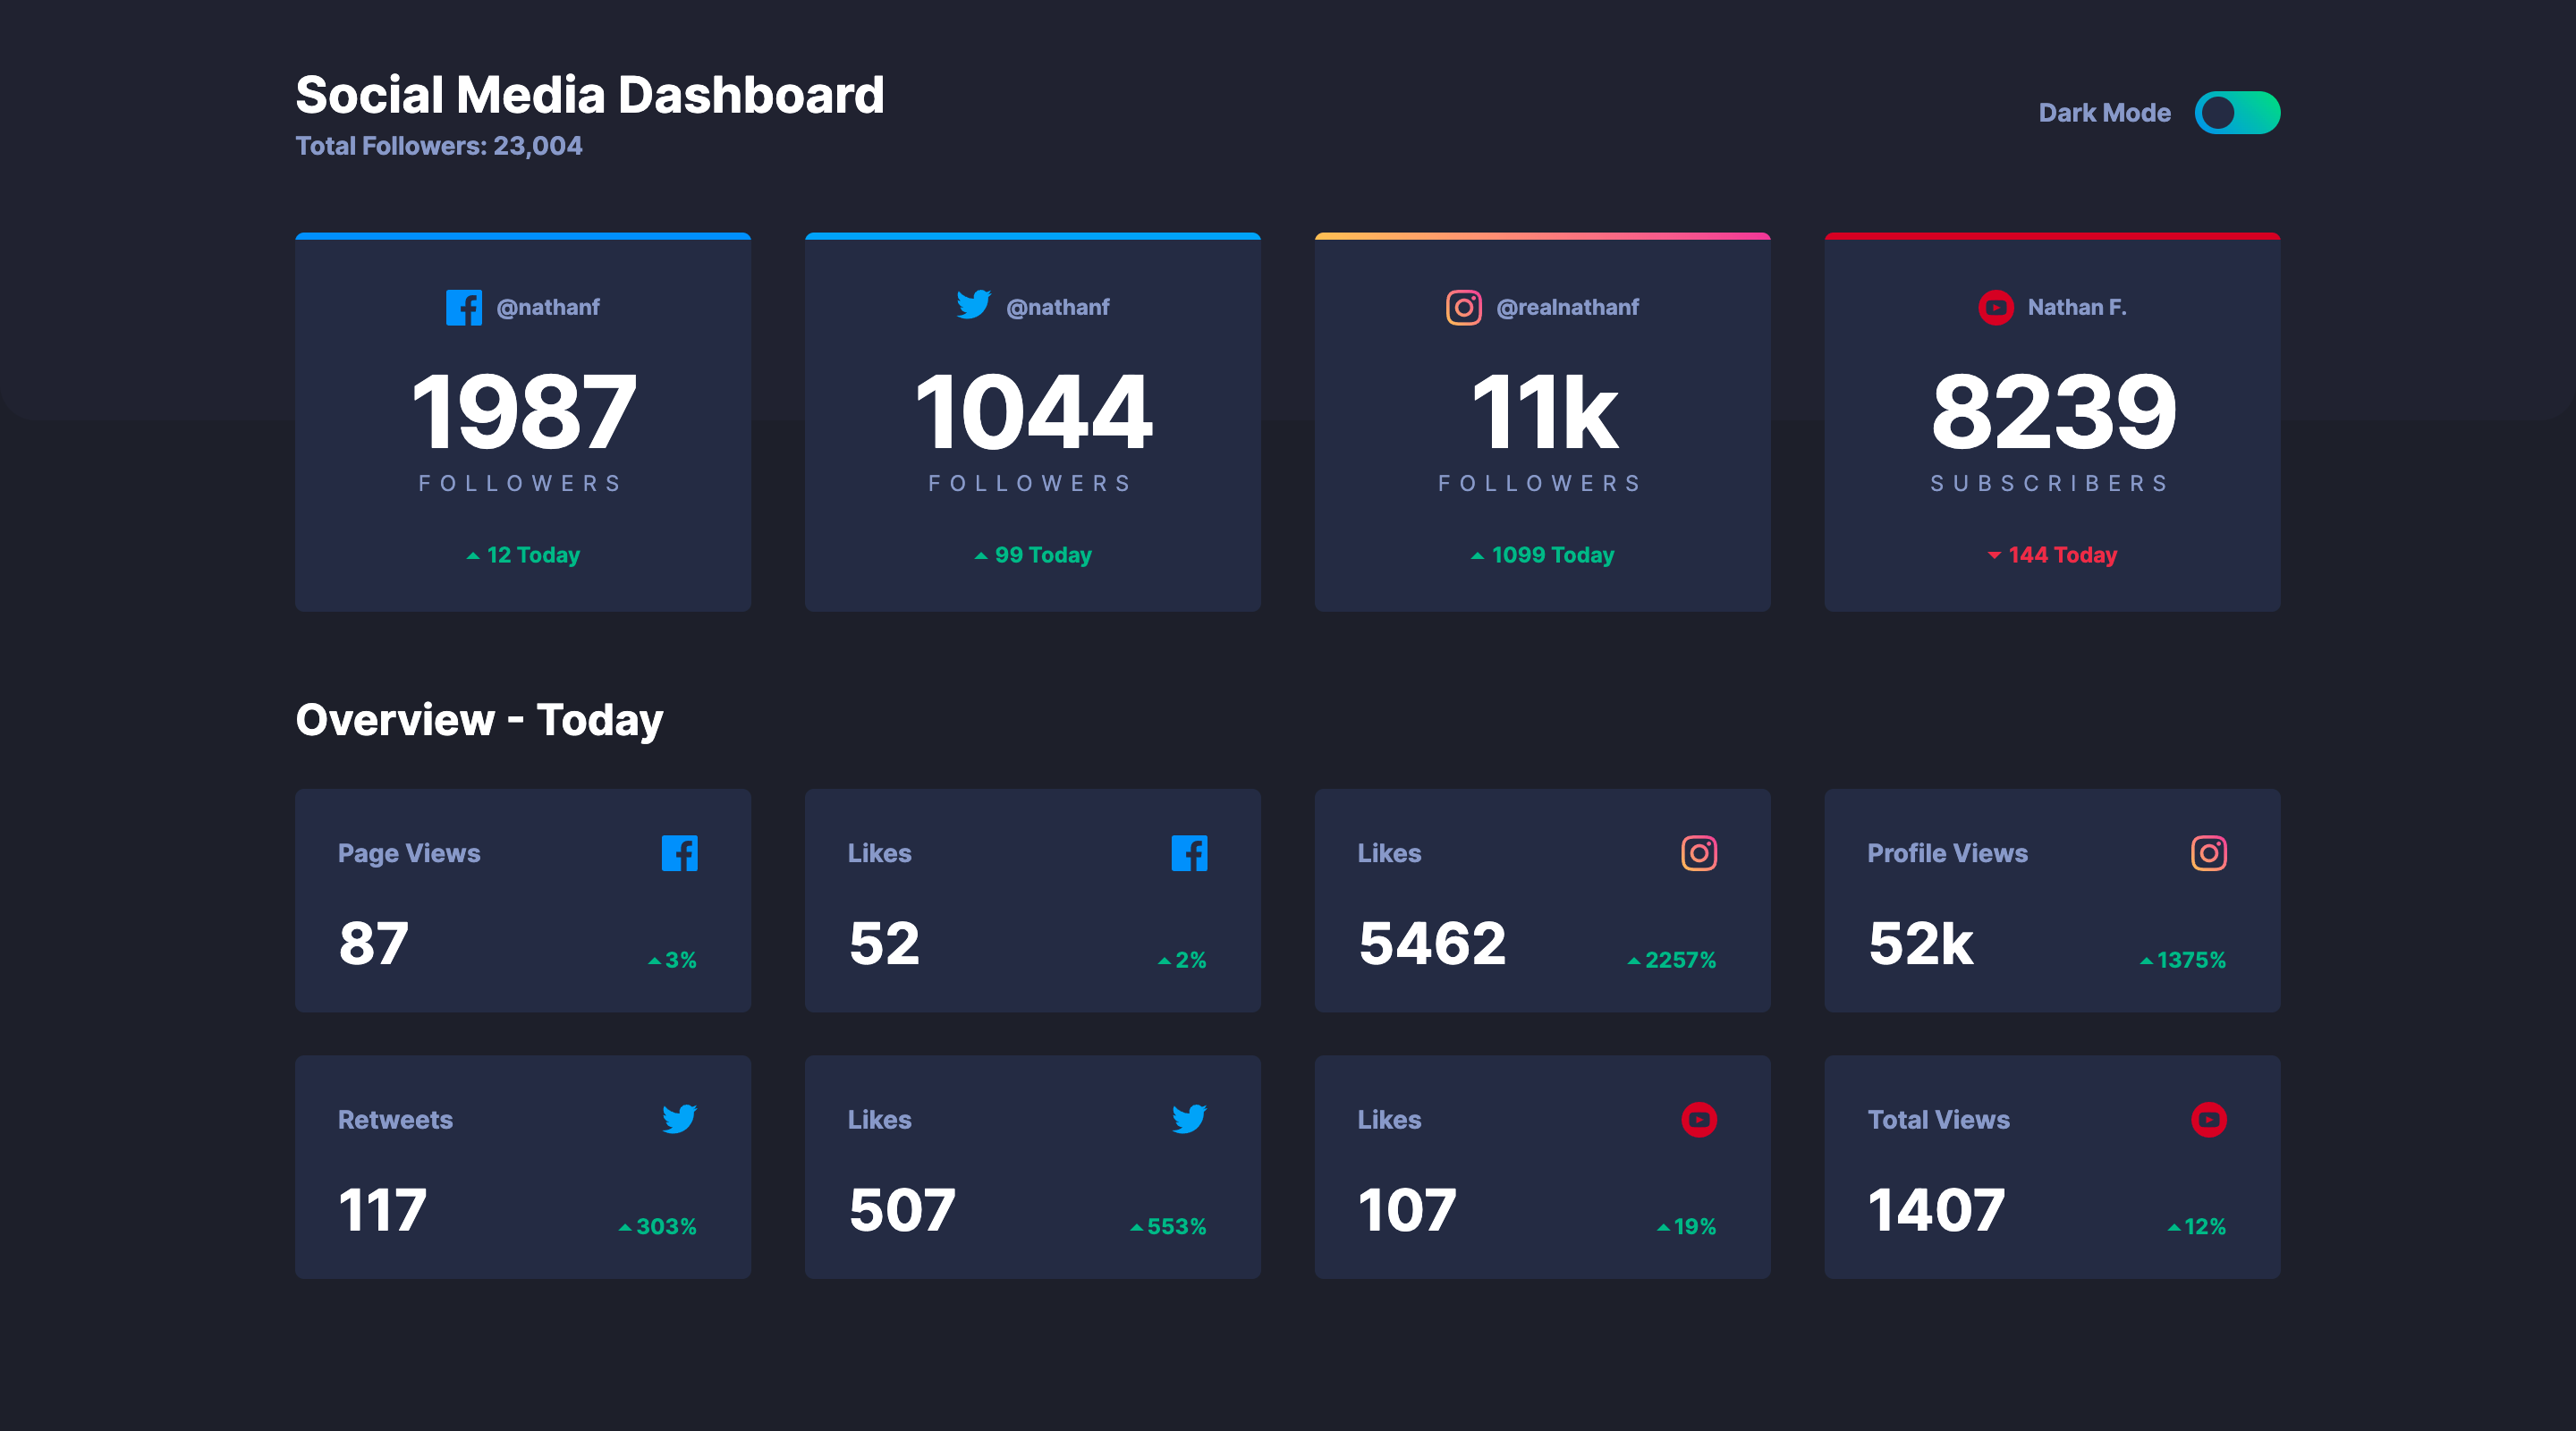 Social Media Dashboard
Total Followers: 23,004
Dark Mode
@nathanf
1987
FOLLOWERS
12 Today
@nathanf
1044
FOLLOWERS
99 Today
@realnathanf
11k
FOLLOWERS
1099 Today
Nathan F.
8239
SUBSCRIBERS
144 Today
Overview - Today
Page Views
87
3%
Likes
52
2%
Likes
5462
2257%
Profile Views
52k
1375%
Retweets
117
303%
Likes
507
553%
Likes
107
19%
Total Views
1407
12%